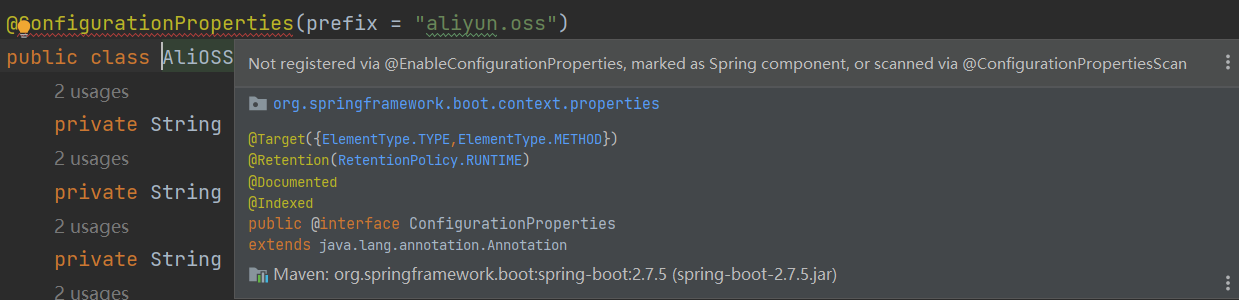 @ConfigurationProperties(prefix = "aliyun.oss")
public class AliOSS
Not registered via @EnableConfigurationProperties, marked as Spring component, or scanned via @ConfigurationPropertiesScan
2 usages
private String
2 usages
private String
2 usages
private String
2 usages
org.springframework.boot.context.properties
@Target({ElementType.TYPE,ElementType.METHOD})
@Retention(RetentionPolicy.RUNTIME)
@Documented
@Indexed
public @interface ConfigurationProperties
extends java.lang.annotation.Annotation
Maven: org.springframework.boot:spring-boot:2.7.5 (spring-boot-2.7.5.jar)